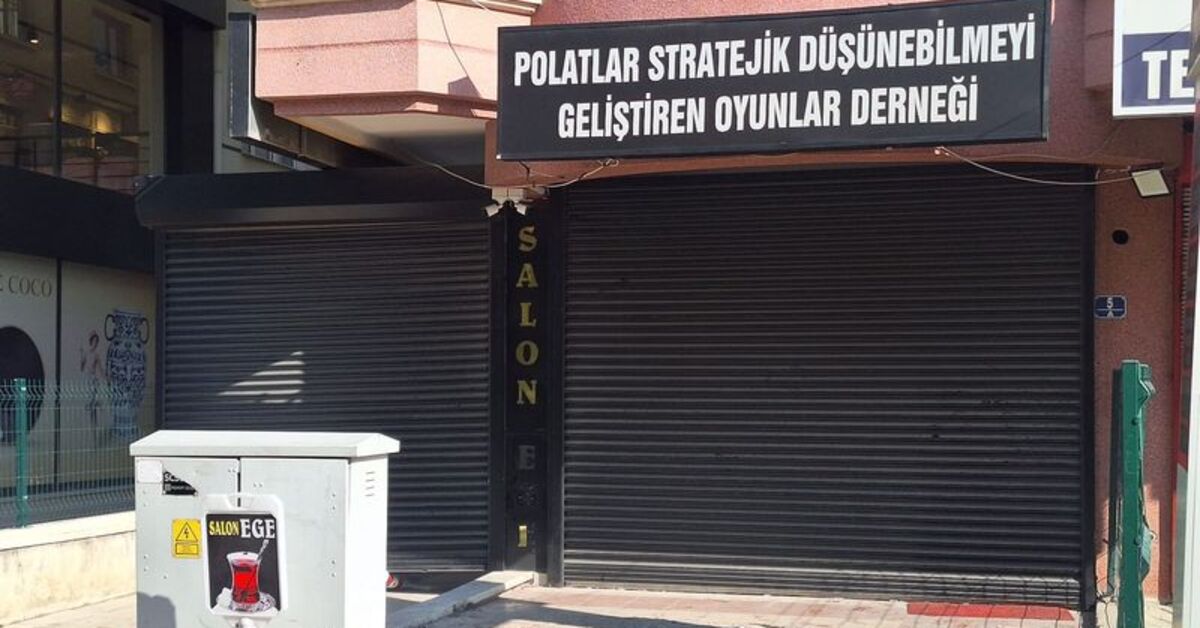 POLATLAR STRATEJİK DÜŞÜNEBİLMEYİ
GELİŞTİREN OYUNLAR DERNEĞİ
TE
SALON E
COCO
5
A
SALON EGE